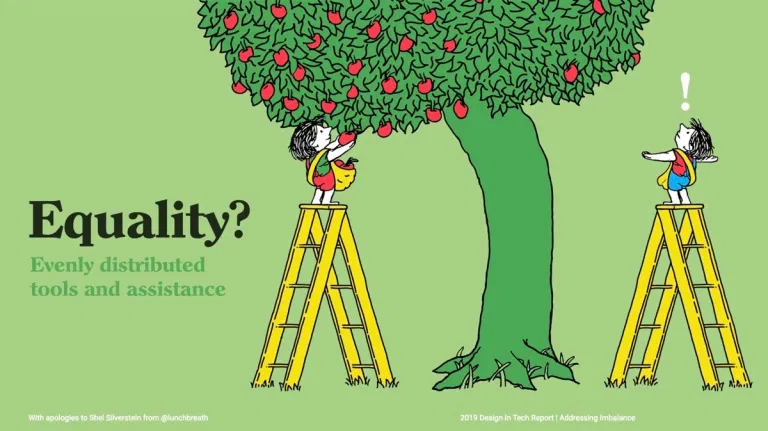 !
Equality?
Evenly distributed
tools and assistance
With apologies to Shel Silverstein from @lunchbreath
2019 Design in Tech Report | Addressing Imbalance